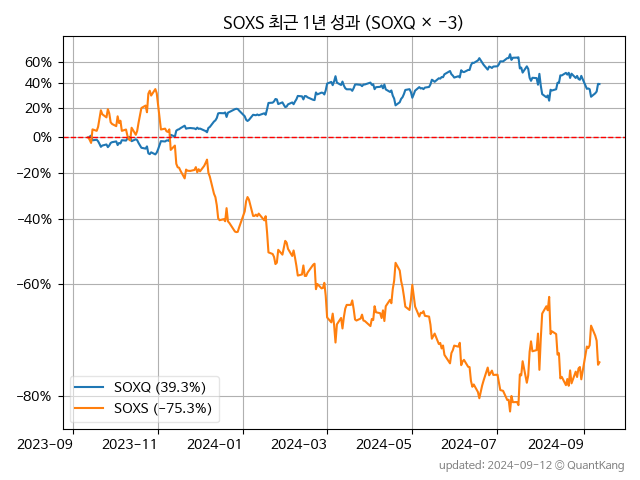 SOXS 최근 1년 성과 (SOXQ × −3)
60%
40%
20%
0%
−20%
−40%
−60%
−80%
SOXQ (39.3%)
SOXS (−75.3%)
2023-09 2023-11 2024-01 2024-03 2024-05 2024-07 2024-09
updated: 2024-09-12 © QuantKang